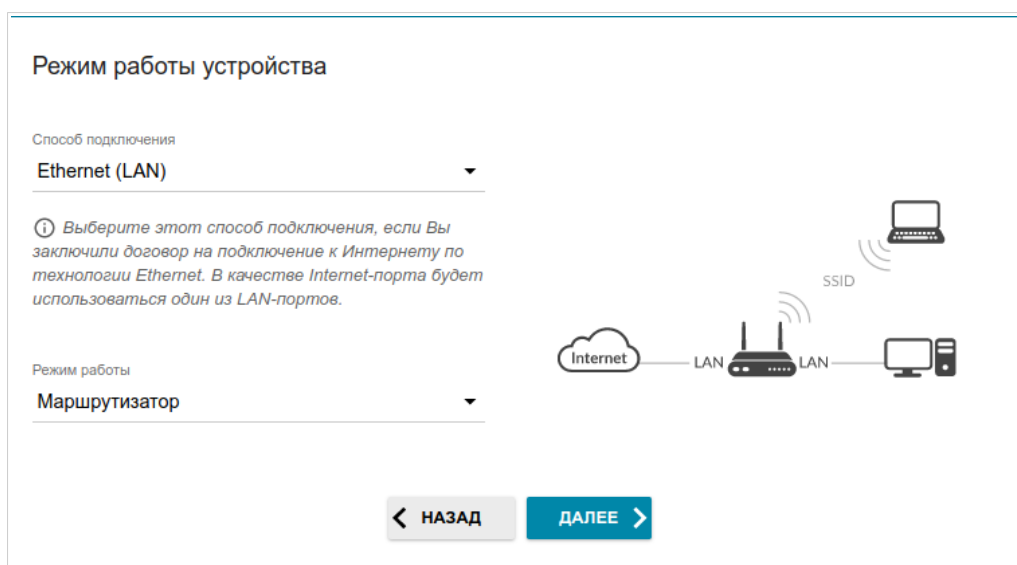 Режим работы устройства
Способ подключения
Ethernet (LAN)
Выберите этот способ подключения, если Вы
заключили договор на подключение к Интернету по
технологии Ethernet. В качестве Internet-порта будет
использоваться один из LAN-портов.
SSID
Internet
LAN
LAN
Режим работы
Маршрутизатор
НАЗАД
ДАЛЕЕ